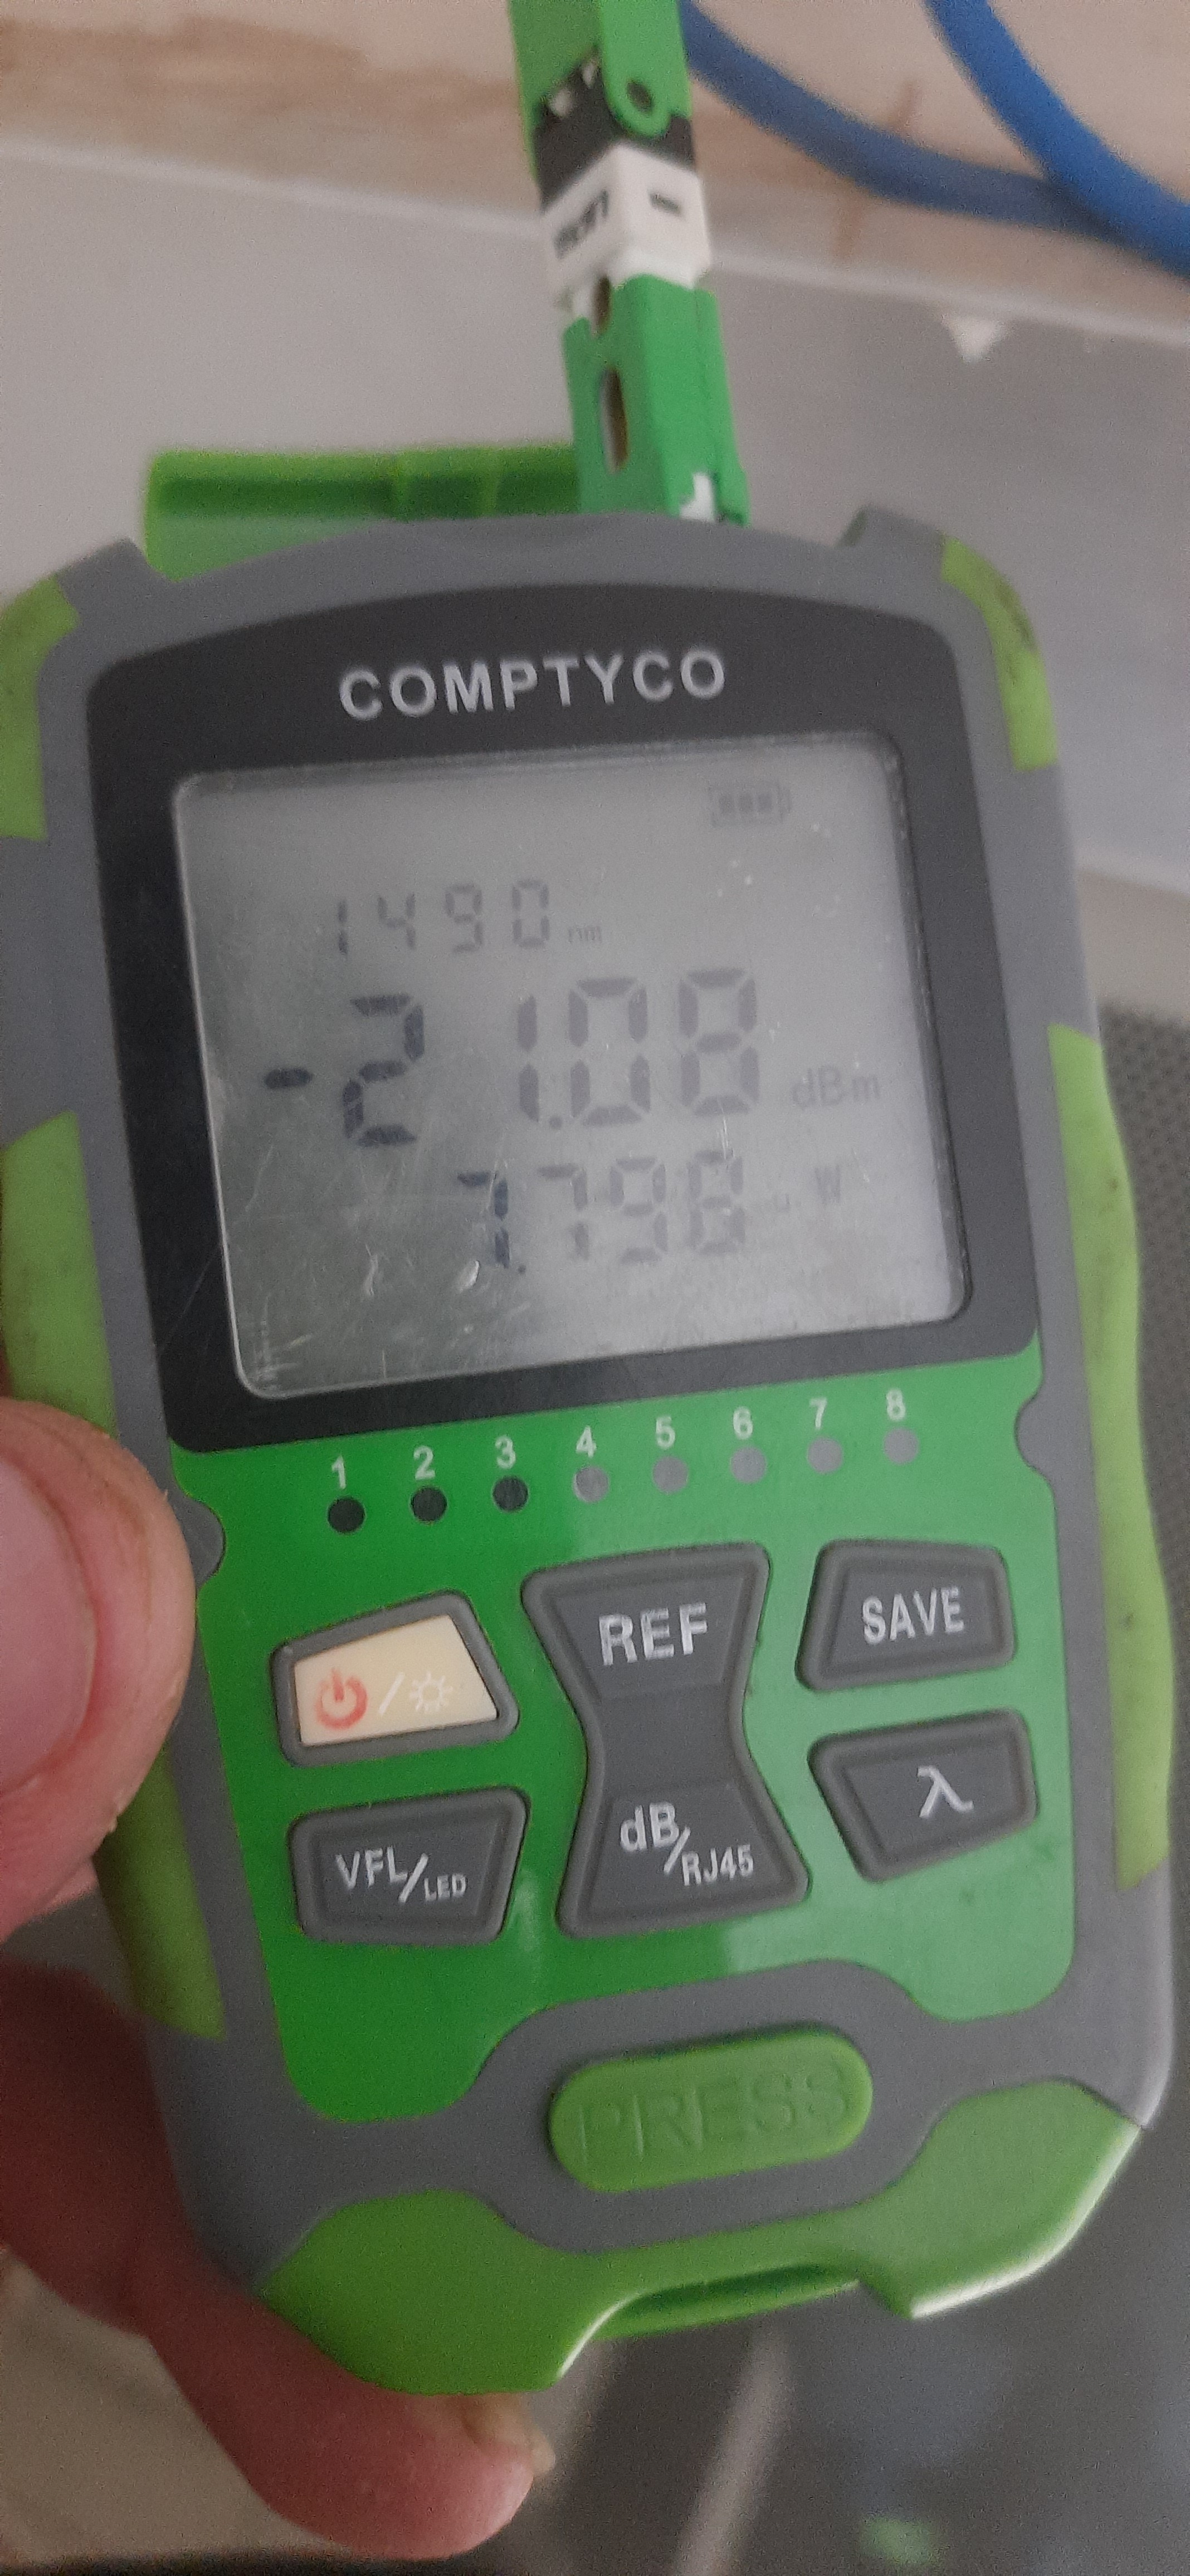 COMPTYCO
1490 nm
-21.08 dBm
7.798 u W
1 2 3 4 5 6 7 8
REF
SAVE
/
λ
VFL/LED
dB/RJ45
PRESS